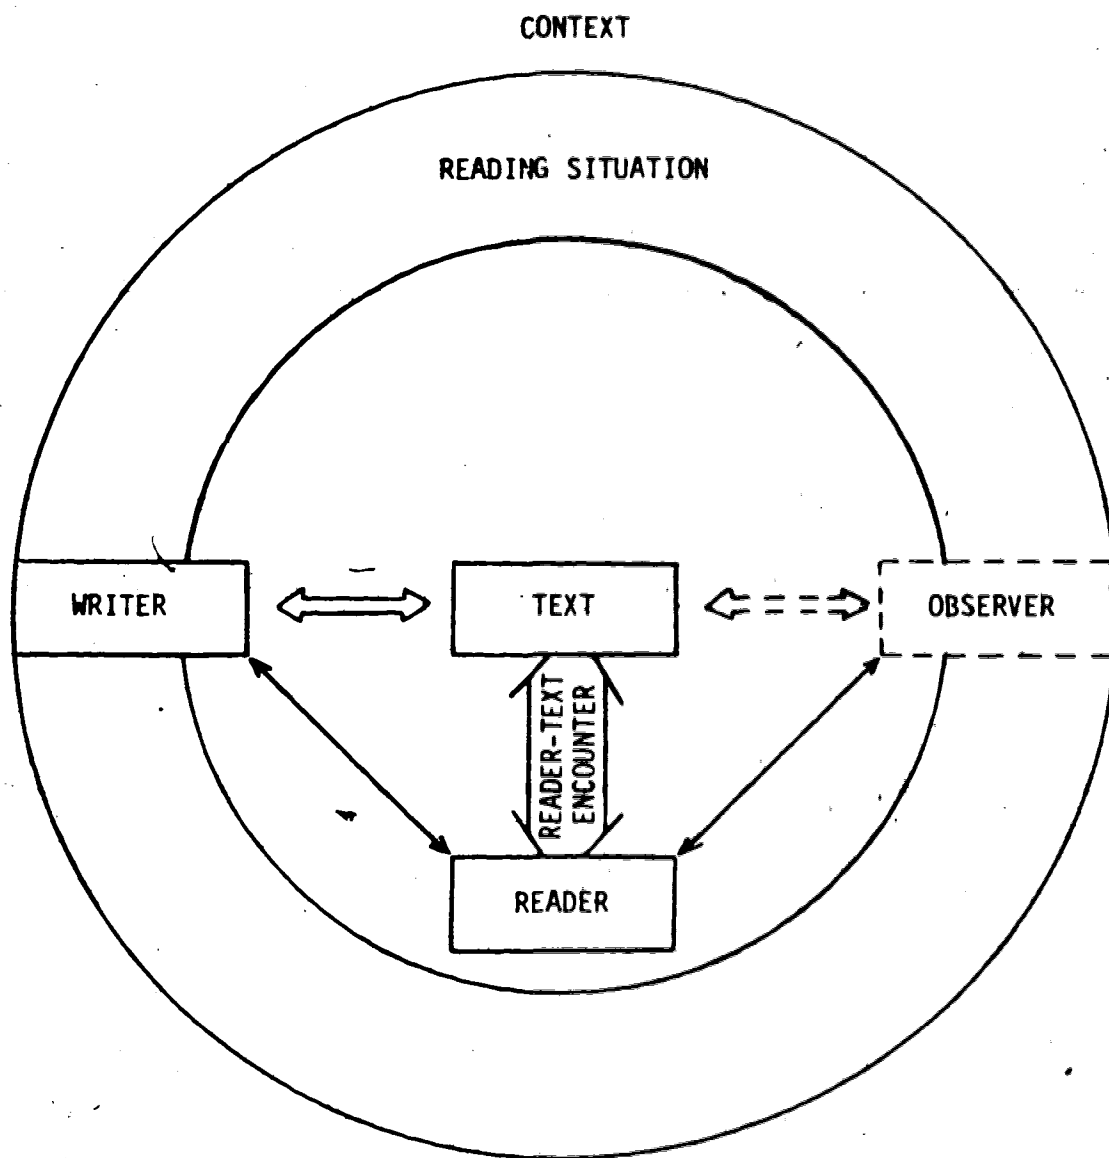 CONTEXT
READING SITUATION
WRITER
TEXT
OBSERVER
READER-TEXT
ENCOUNTER
READER